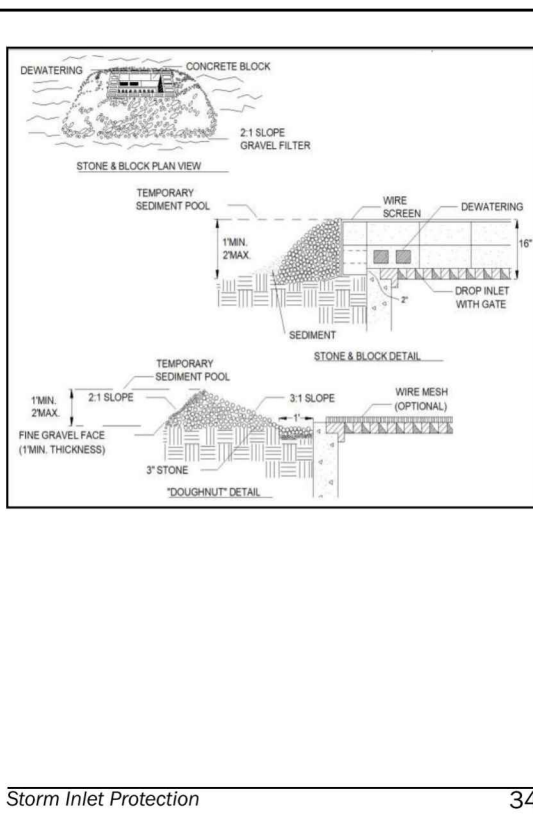 DEWATERING
CONCRETE BLOCK
2:1 SLOPE
GRAVEL FILTER
STONE & BLOCK PLAN VIEW
TEMPORARY
SEDIMENT POOL
WIRE
SCREEN
DEWATERING
1'MIN.
2'MAX.
16"
DROP INLET
WITH GATE
2"
SEDIMENT
STONE & BLOCK DETAIL
TEMPORARY
SEDIMENT POOL
1'MIN.
2'MAX.
2:1 SLOPE
3:1 SLOPE
1'
WIRE MESH
(OPTIONAL)
FINE GRAVEL FACE
(1'MIN. THICKNESS)
3" STONE
"DOUGHNUT" DETAIL
Storm Inlet Protection 34